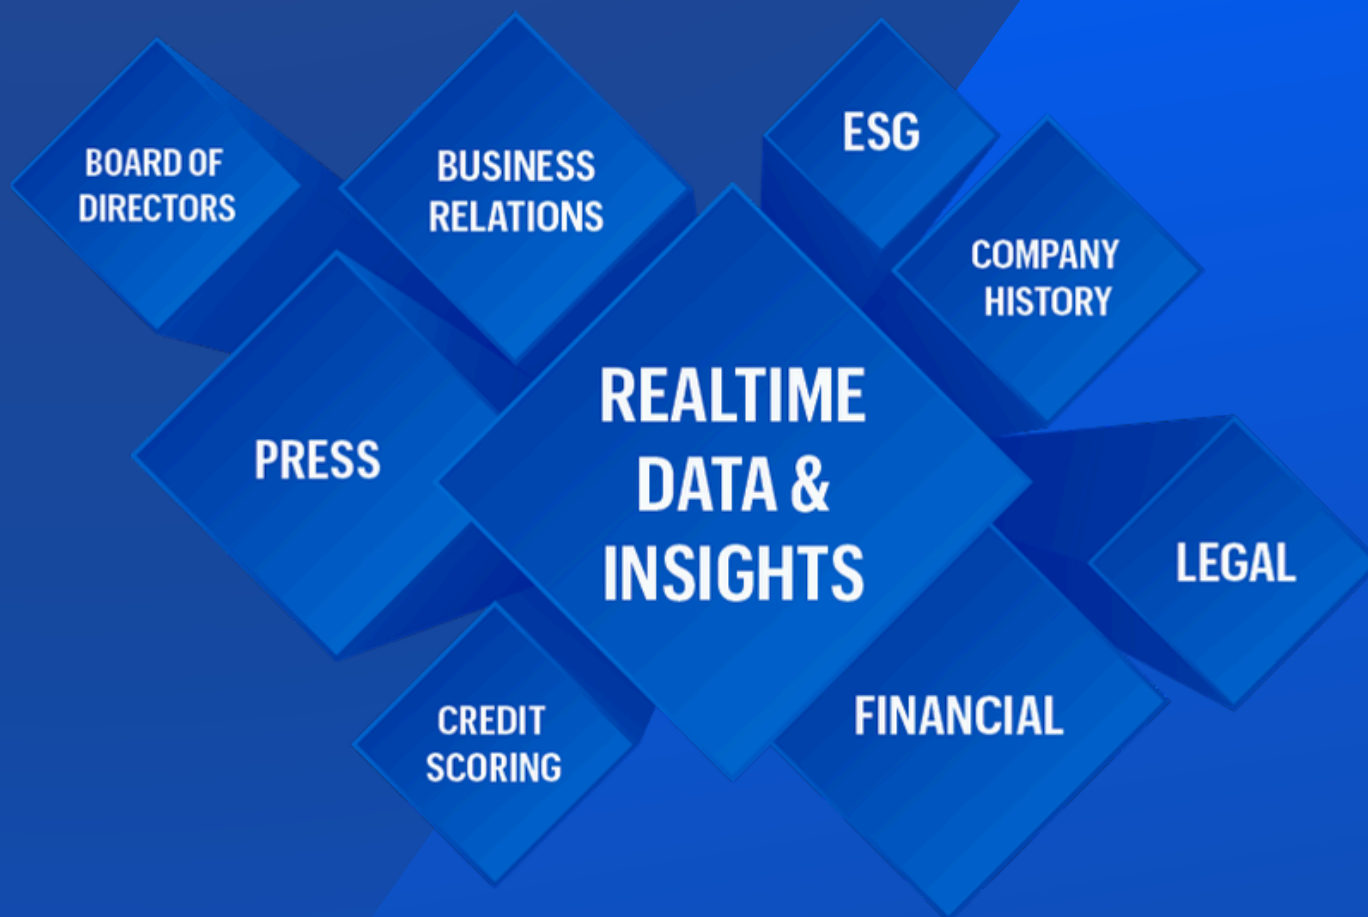 BOARD OF
DIRECTORS
BUSINESS
RELATIONS
ESG
COMPANY
HISTORY
PRESS
REALTIME
DATA &
INSIGHTS
LEGAL
CREDIT
SCORING
FINANCIAL